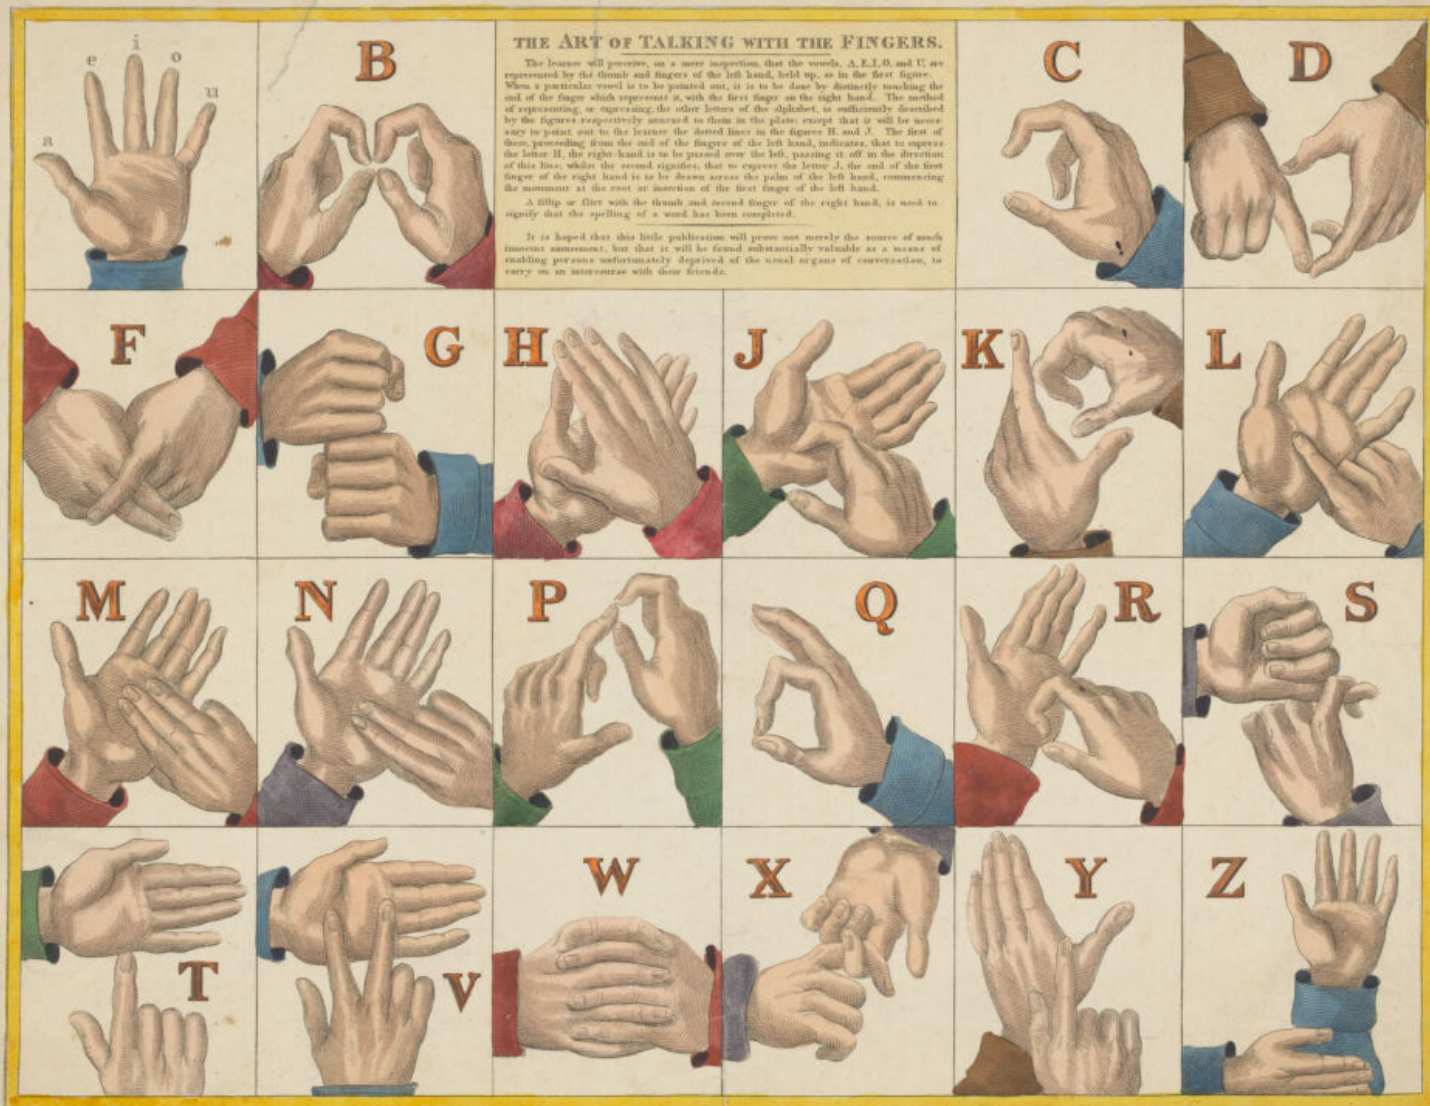 a e i o u
B
THE ART OF TALKING WITH THE FINGERS.
The learner will perceive, on a mere inspection, that the vowels, A, E, I, O, and U, are
represented by the thumb and fingers of the left hand, held up, as in the first figure.
When a particular vowel is to be pointed out, it is to be done by distinctly touching the
end of the finger which represents it, with the first finger on the right hand. The method
of representing, or expressing, the other letters of the alphabet, is sufficiently described
by the figures respectively annexed to them in the plate: except that it will be neces-
sary to point out to the learner the dotted lines in the figures H. and J. The first of
these, proceeding from the end of the fingers of the left hand, indicates, that to express
the letter H, the right-hand is to be passed over the left, passing it off in the direction
of this line; whilst the second signifies, that to express the letter J, the end of the first
finger of the right hand is to be drawn across the palm of the left hand, commencing
the movement at the root or insertion of the first finger of the left hand.
A fillip or flirt with the thumb and second finger of the right hand, is used to
signify that the spelling of a word has been completed.
It is hoped that this little publication will prove not merely the source of much
innocent amusement, but that it will be found substantially valuable as a means of
enabling persons unfortunately deprived of the usual organs of conversation, to
carry on an intercourse with their friends.
C
D
F
G
H
J
K
L
M
N
P
Q
R
S
T
V
W
X
Y
Z